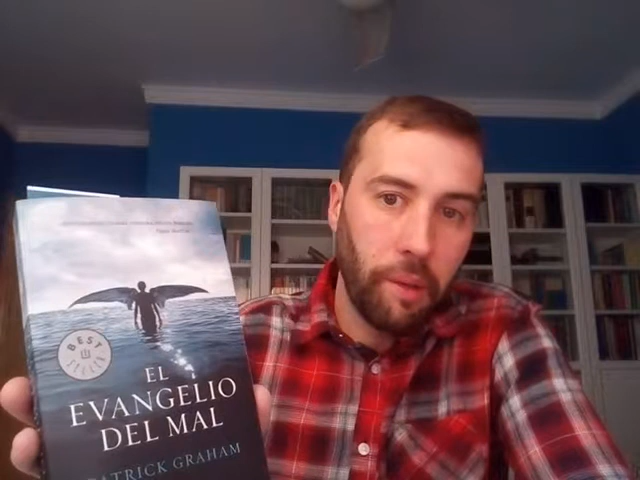 BEST
SELLER
EL
EVANGELIO
DEL MAL
PATRICK GRAHAM